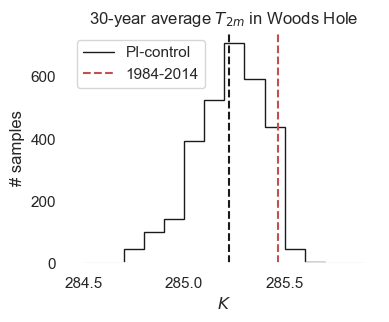 30-year average $T_{2m}$ in Woods Hole
PI-control
1984-2014
# samples
600
400
200
0
284.5 285.0 285.5
K